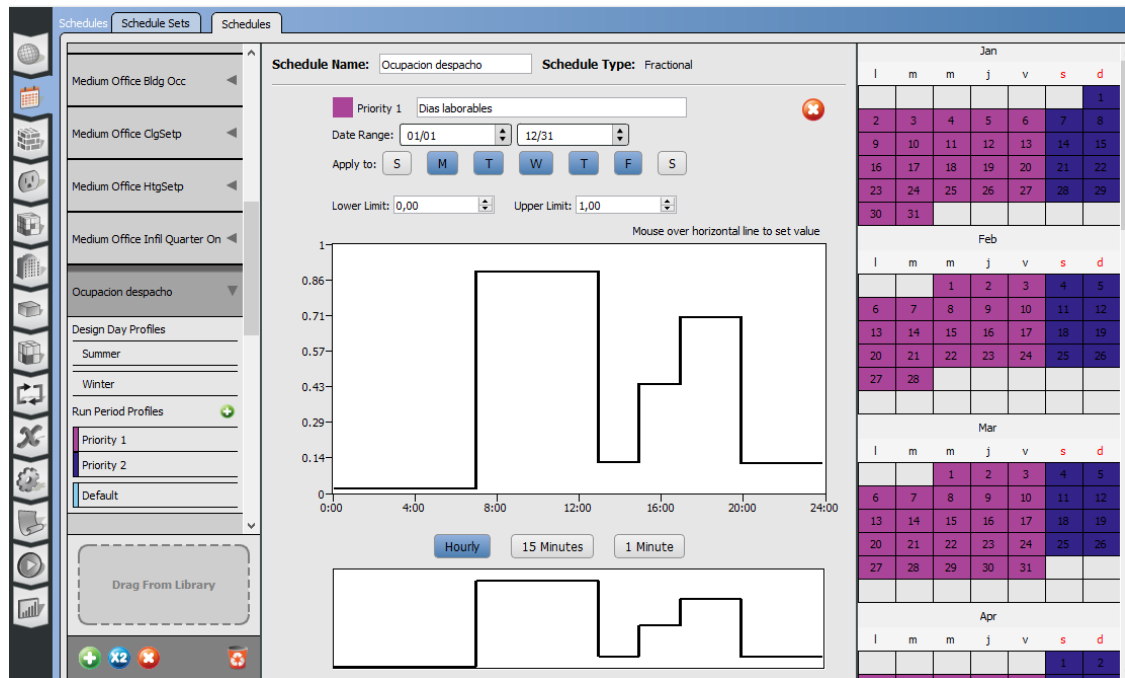 Schedules Schedule Sets Schedules
Medium Office Bldg Occ
Medium Office ClgSetp
Medium Office HtgSetp
Medium Office Infil Quarter On
Ocupacion despacho
Design Day Profiles
Summer
Winter
Run Period Profiles
Priority 1
Priority 2
Default
Drag From Library
X2
Schedule Name: Ocupacion despacho Schedule Type: Fractional
Priority 1 Dias laborables
Date Range: 01/01 12/31
Apply to: S M T W T F S
Lower Limit: 0,00 Upper Limit: 1,00
Mouse over horizontal line to set value
1
0.86
0.71
0.57
0.43
0.29
0.14
0
0:00 4:00 8:00 12:00 16:00 20:00 24:00
Hourly 15 Minutes 1 Minute
Jan
l m m j v s d
1
2 3 4 5 6 7 8
9 10 11 12 13 14 15
16 17 18 19 20 21 22
23 24 25 26 27 28 29
30 31
Feb
l m m j v s d
1 2 3 4 5
6 7 8 9 10 11 12
13 14 15 16 17 18 19
20 21 22 23 24 25 26
27 28
Mar
l m m j v s d
1 2 3 4 5
6 7 8 9 10 11 12
13 14 15 16 17 18 19
20 21 22 23 24 25 26
27 28 29 30 31
Apr
l m m j v s d
1 2